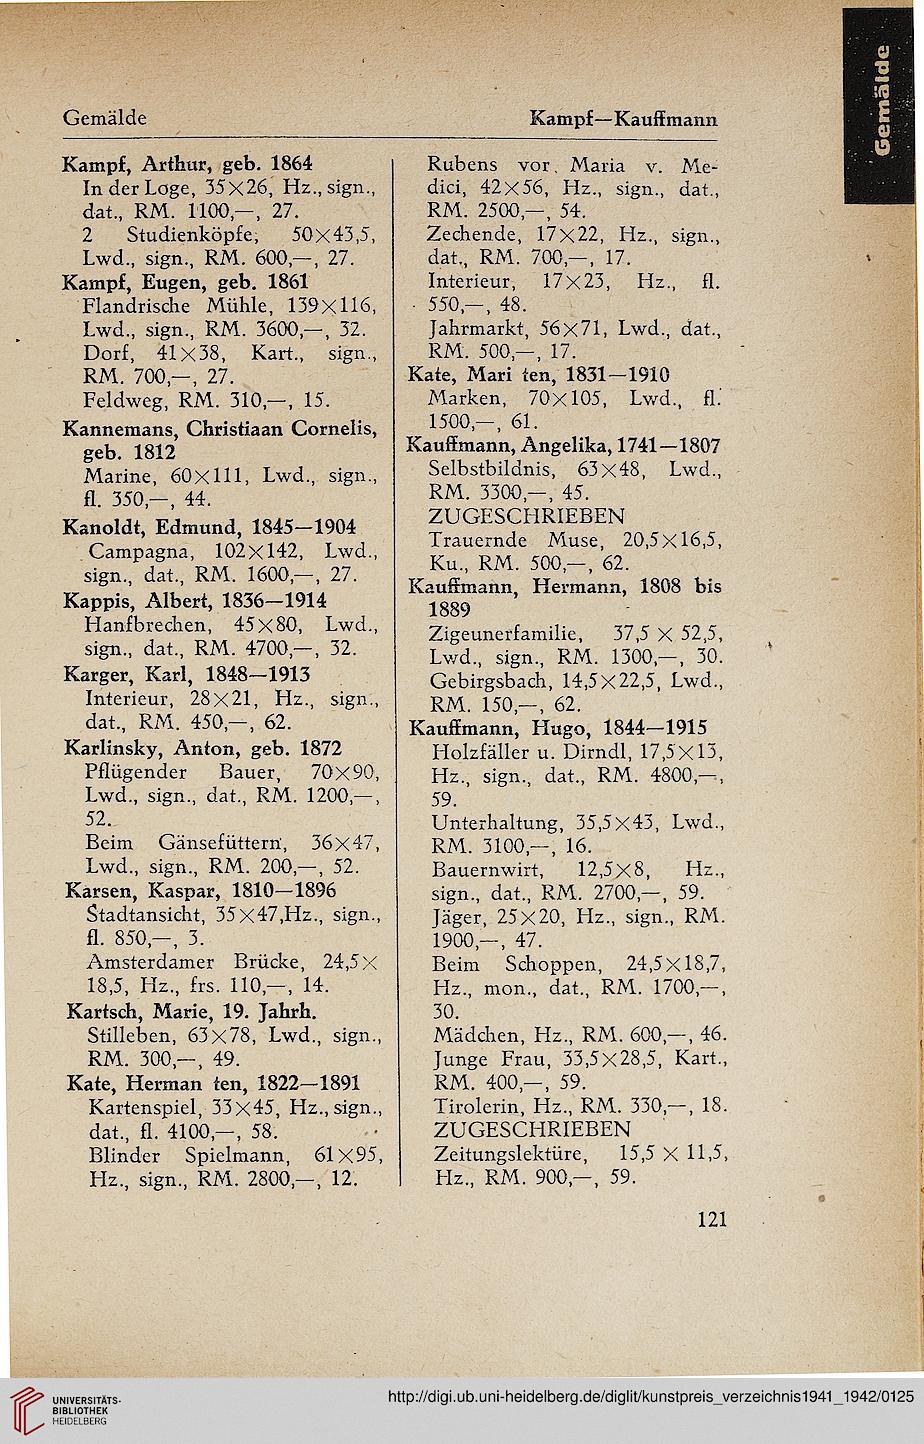 Gemälde
Gemälde
Kampf—Kauffmann
Kampf, Arthur, geb. 1864
In der Loge, 35×26, Hz., sign.,
dat., RM. 1100,—, 27.
2 Studienköpfe, 50×43,5,
Lwd., sign., RM. 600,—, 27.
Kampf, Eugen, geb. 1861
Flandrische Mühle, 139×116,
Lwd., sign., RM. 3600,—, 32.
Dorf, 41×38, Kart., sign.,
RM. 700,—, 27.
Feldweg, RM. 310,—, 15.
Kannemans, Christiaan Cornelis,
geb. 1812
Marine, 60×111, Lwd., sign.,
fl. 350,—, 44.
Kanoldt, Edmund, 1845—1904
Campagna, 102×142, Lwd.,
sign., dat., RM. 1600,—, 27.
Kappis, Albert, 1836—1914
Hanfbrechen, 45×80, Lwd.,
sign., dat., RM. 4700,—, 32.
Karger, Karl, 1848—1913
Interieur, 28×21, Hz., sign.,
dat., RM. 450,—, 62.
Karlinsky, Anton, geb. 1872
Pflügender Bauer, 70×90,
Lwd., sign., dat., RM. 1200,—,
52.
Beim Gänsefüttern, 36×47,
Lwd., sign., RM. 200,—, 52.
Karsen, Kaspar, 1810—1896
Stadtansicht, 35×47,Hz., sign.,
fl. 850,—, 3.
Amsterdamer Brücke, 24,5×
18,5, Hz., frs. 110,—, 14.
Kartsch, Marie, 19. Jahrh.
Stilleben, 63×78, Lwd., sign.,
RM. 300,—, 49.
Kate, Herman ten, 1822—1891
Kartenspiel, 33×45, Hz., sign.,
dat., fl. 4100,—, 58.
Blinder Spielmann, 61×95,
Hz., sign., RM. 2800,—, 12.
Rubens vor Maria v. Me-
dici, 42×56, Hz., sign., dat.,
RM. 2500,—, 54.
Zechende, 17×22, Hz., sign.,
dat., RM. 700,—, 17.
Interieur, 17×23, Hz., fl.
550,—, 48.
Jahrmarkt, 56×71, Lwd., dat.,
RM. 500,—, 17.
Kate, Mari ten, 1831—1910
Marken, 70×105, Lwd., fl.
1500,—, 61.
Kauffmann, Angelika, 1741—1807
Selbstbildnis, 63×48, Lwd.,
RM. 3300,—, 45.
ZUGESCHRIEBEN
Trauernde Muse, 20,5×16,5,
Ku., RM. 500,—, 62.
Kauffmann, Hermann, 1808 bis
1889
Zigeunerfamilie, 37,5 × 52,5,
Lwd., sign., RM. 1300,—, 30.
Gebirgsbach, 14,5×22,5, Lwd.,
RM. 150,—, 62.
Kauffmann, Hugo, 1844—1915
Holzfäller u. Dirndl, 17,5×13,
Hz., sign., dat., RM. 4800,—,
59.
Unterhaltung, 35,5×43, Lwd.,
RM. 3100,—, 16.
Bauernwirt, 12,5×8, Hz.,
sign., dat., RM. 2700,—, 59.
Jäger, 25×20, Hz., sign., RM.
1900,—, 47.
Beim Schoppen, 24,5×18,7,
Hz., mon., dat., RM. 1700,—,
30.
Mädchen, Hz., RM. 600,—, 46.
Junge Frau, 33,5×28,5, Kart.,
RM. 400,—, 59.
Tirolerin, Hz., RM. 330,—, 18.
ZUGESCHRIEBEN
Zeitungslektüre, 15,5 × 11,5,
Hz., RM. 900,—, 59.
121
UNIVERSITÄTS-
BIBLIOTHEK
HEIDELBERG
http://digi.ub.uni-heidelberg.de/diglit/kunstpreis_verzeichnis1941_1942/0125